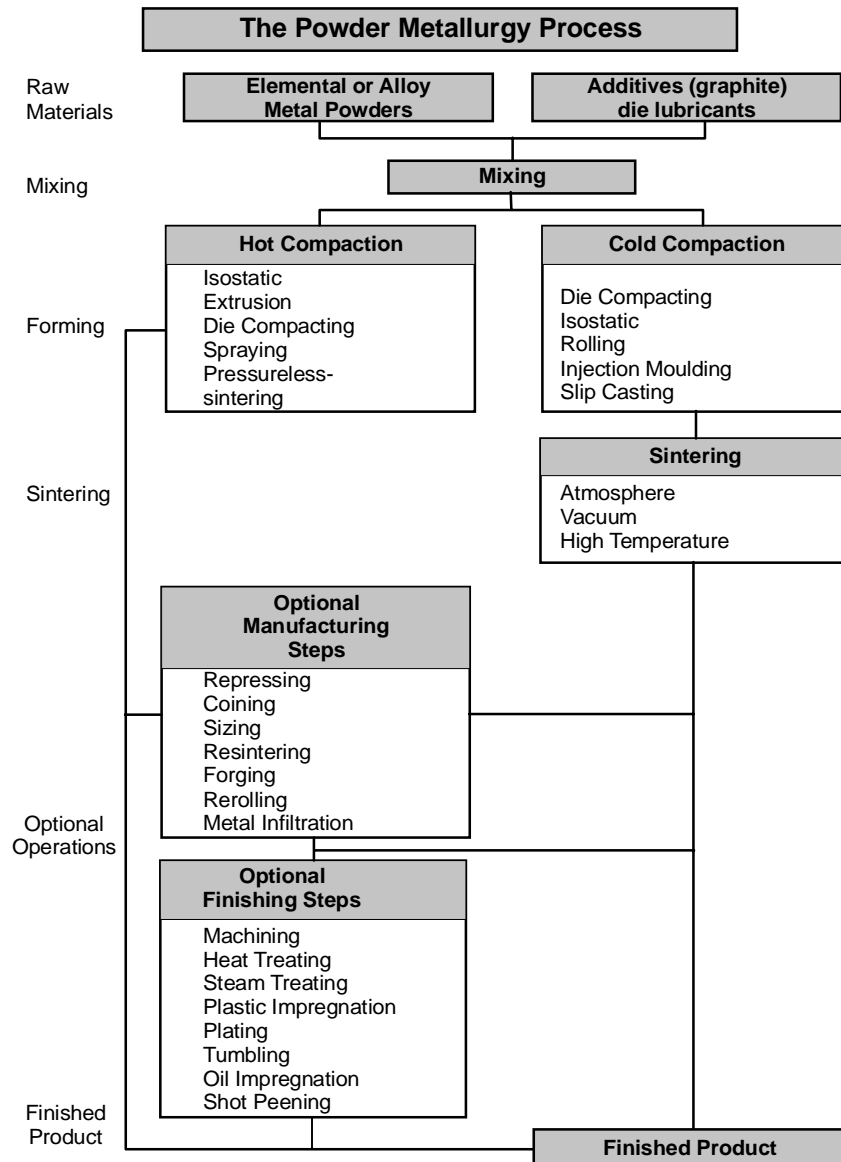 The Powder Metallurgy Process
Raw
Materials
Elemental or Alloy
Metal Powders
Additives (graphite)
die lubricants
Mixing
Mixing
Forming
Hot Compaction
Isostatic
Extrusion
Die Compacting
Spraying
Pressureless-
sintering
Cold Compaction
Die Compacting
Isostatic
Rolling
Injection Moulding
Slip Casting
Sintering
Sintering
Atmosphere
Vacuum
High Temperature
Optional
Manufacturing
Steps
Repressing
Coining
Sizing
Resintering
Forging
Rerolling
Metal Infiltration
Optional
Operations
Optional
Finishing Steps
Machining
Heat Treating
Steam Treating
Plastic Impregnation
Plating
Tumbling
Oil Impregnation
Shot Peening
Finished
Product
Finished Product